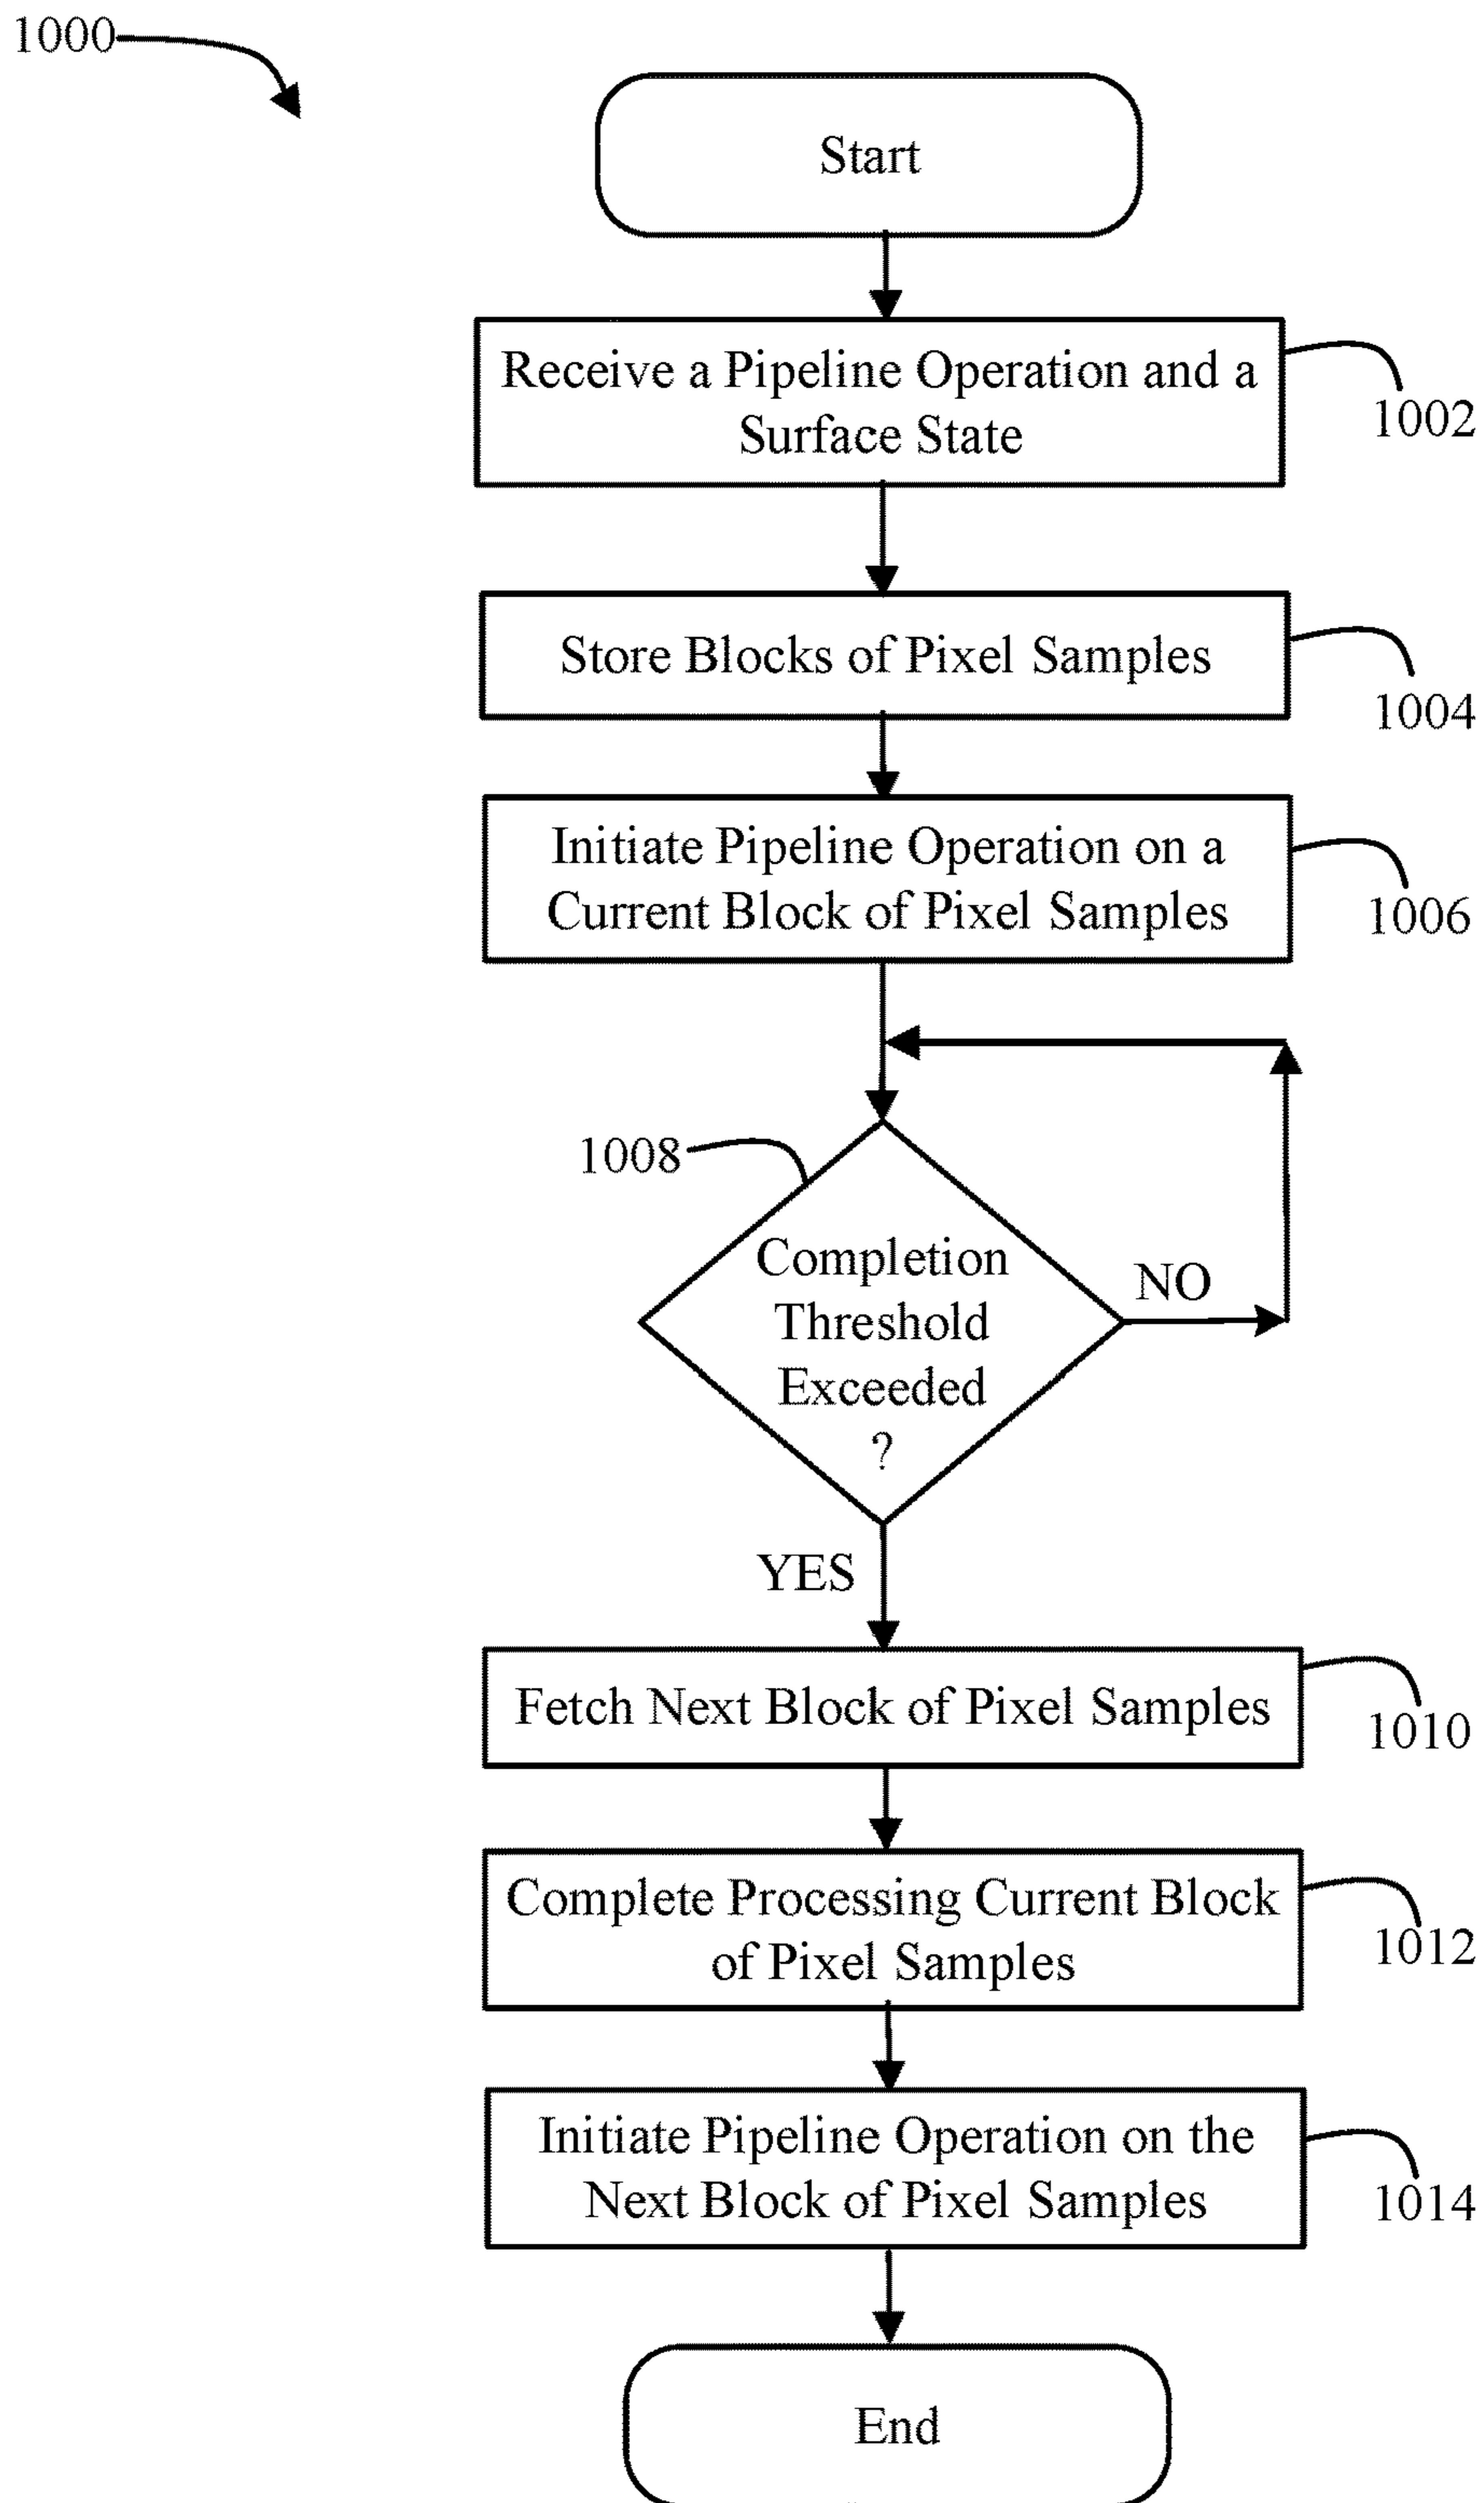 1000
Start
Receive a Pipeline Operation and a
Surface State
1002
Store Blocks of Pixel Samples
1004
Initiate Pipeline Operation on a
Current Block of Pixel Samples
1006
1008
Completion
Threshold
Exceeded
?
NO
YES
Fetch Next Block of Pixel Samples
1010
Complete Processing Current Block
of Pixel Samples
1012
Initiate Pipeline Operation on the
Next Block of Pixel Samples
1014
End